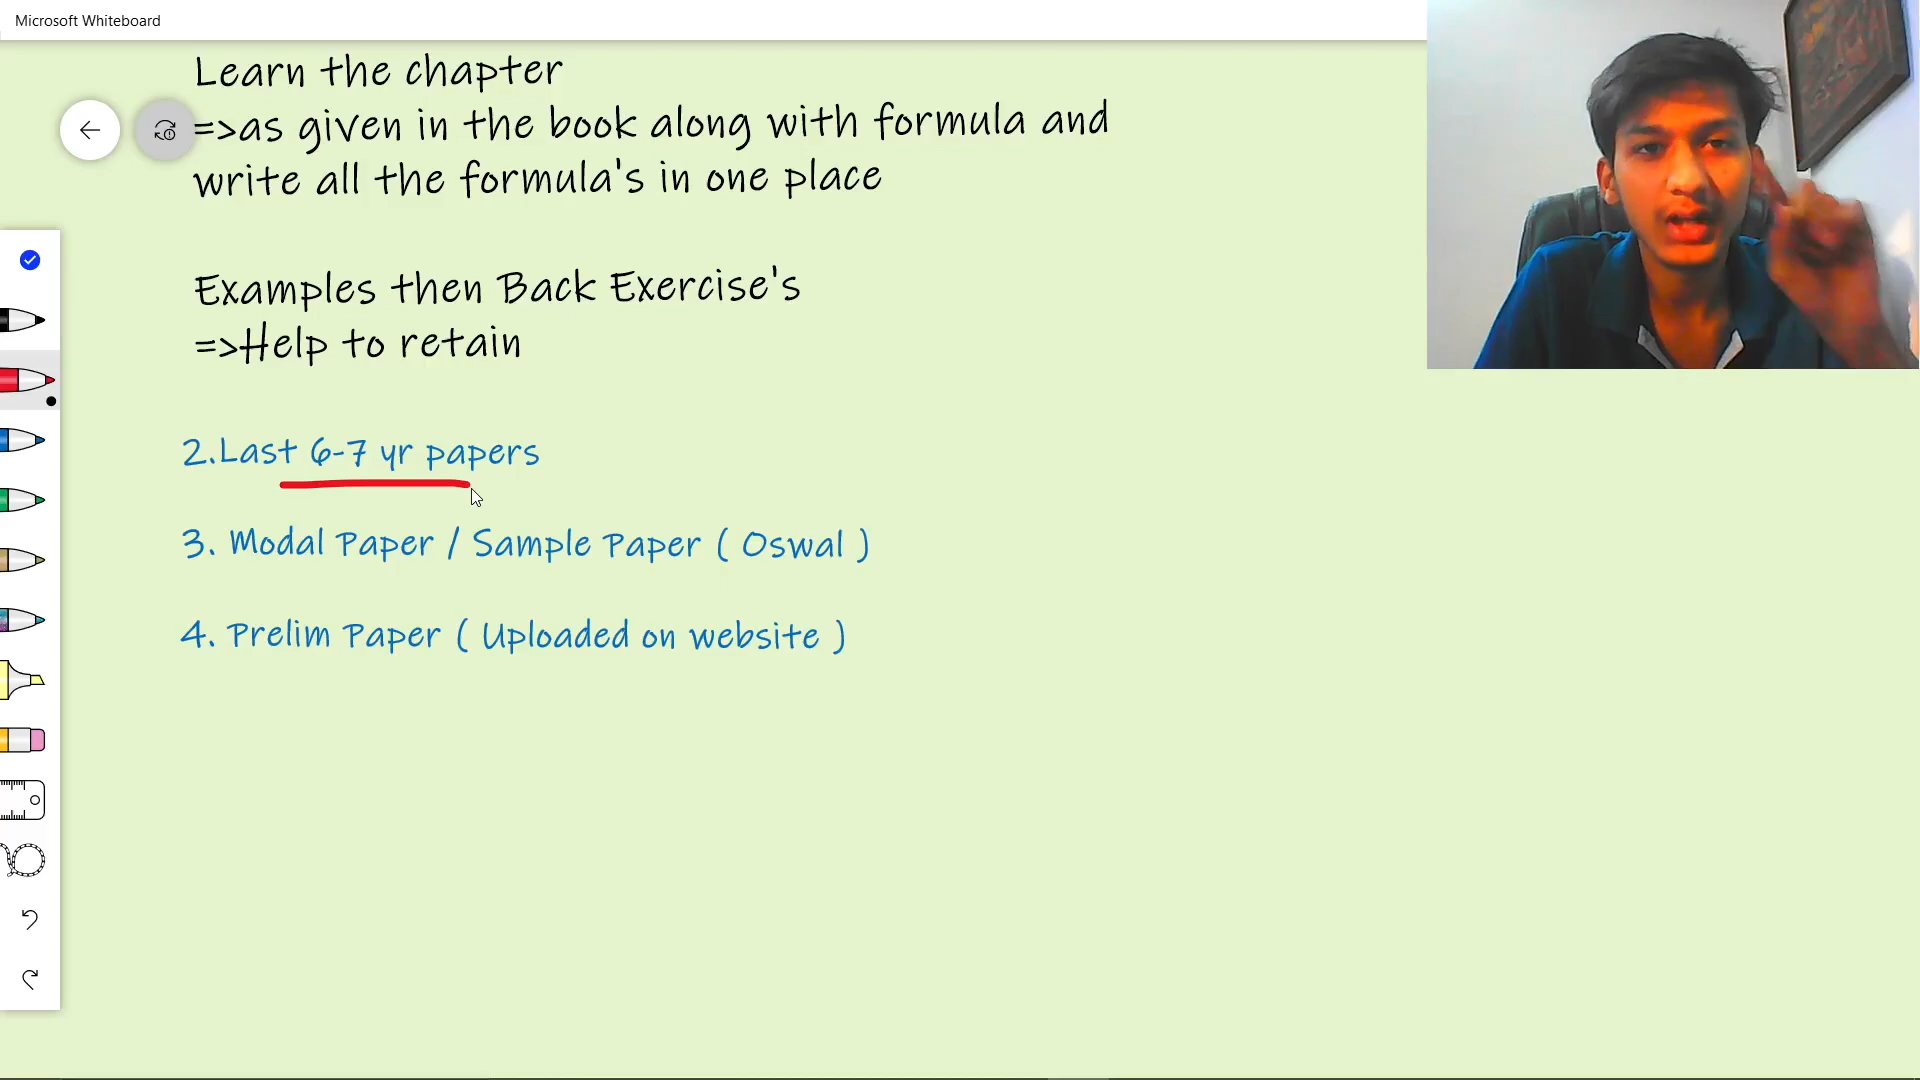 Microsoft Whiteboard
Learn the chapter
=>as given in the book along with formula and
write all the formula's in one place
Examples then Back Exercise's
=>Help to retain
2.Last 6-7 yr papers
3. Modal Paper / Sample Paper ( Oswal )
4. Prelim Paper ( Uploaded on website )